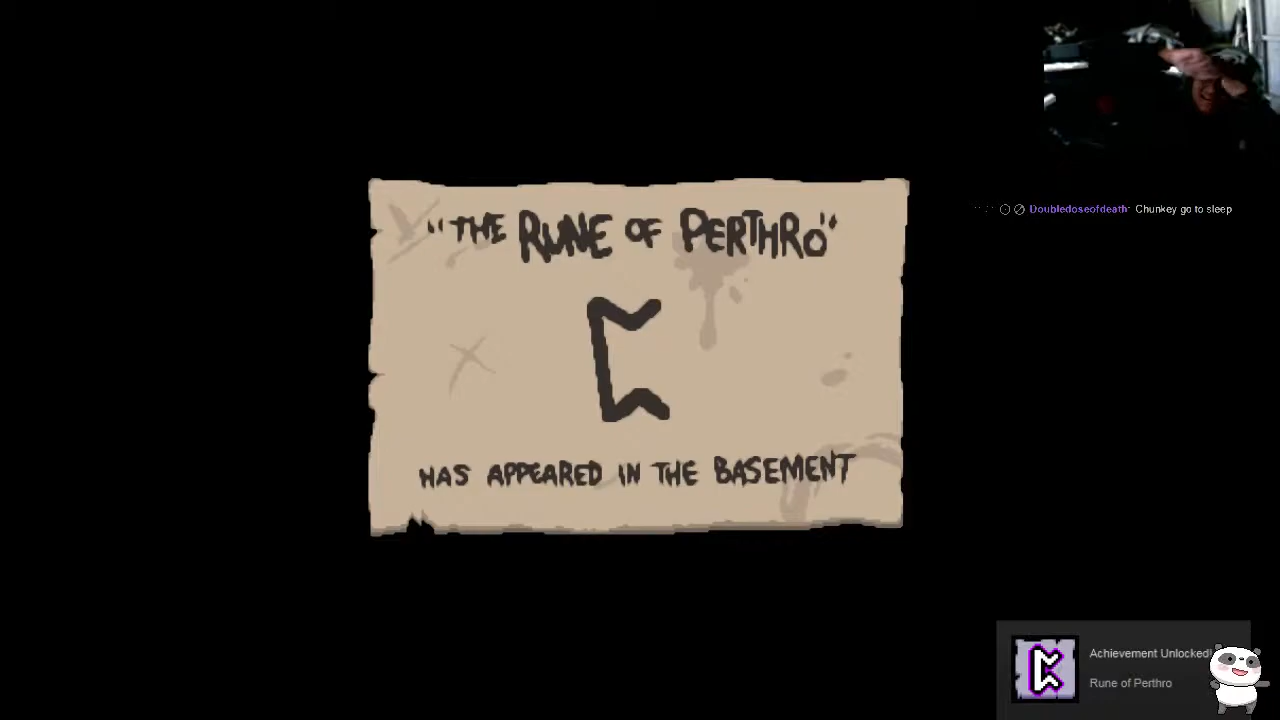 "THE RUNE OF PERTHRO"
HAS APPEARED IN THE BASEMENT
Doubledoseofdeath Chunkey go to sleep
Achievement Unlocked!
Rune of Perthro